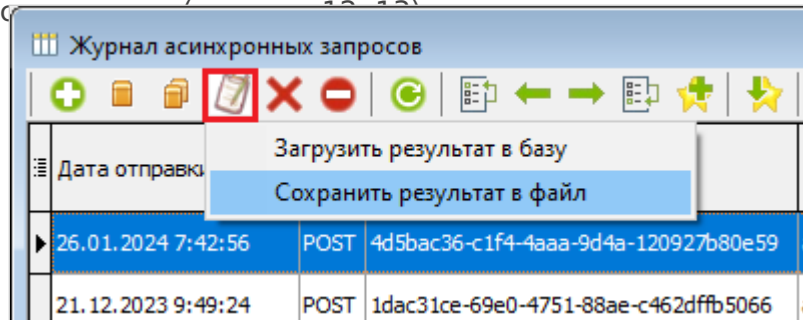 Журнал асинхронных запросов
Загрузить результат в базу
Дата отправки
Сохранить результат в файл
26.01.2024 7:42:56 POST 4d5bac36-c1f4-4aaa-9d4a-120927b80e59
21.12.2023 9:49:24 POST 1dac31ce-69e0-4751-88ae-c462dffb5066